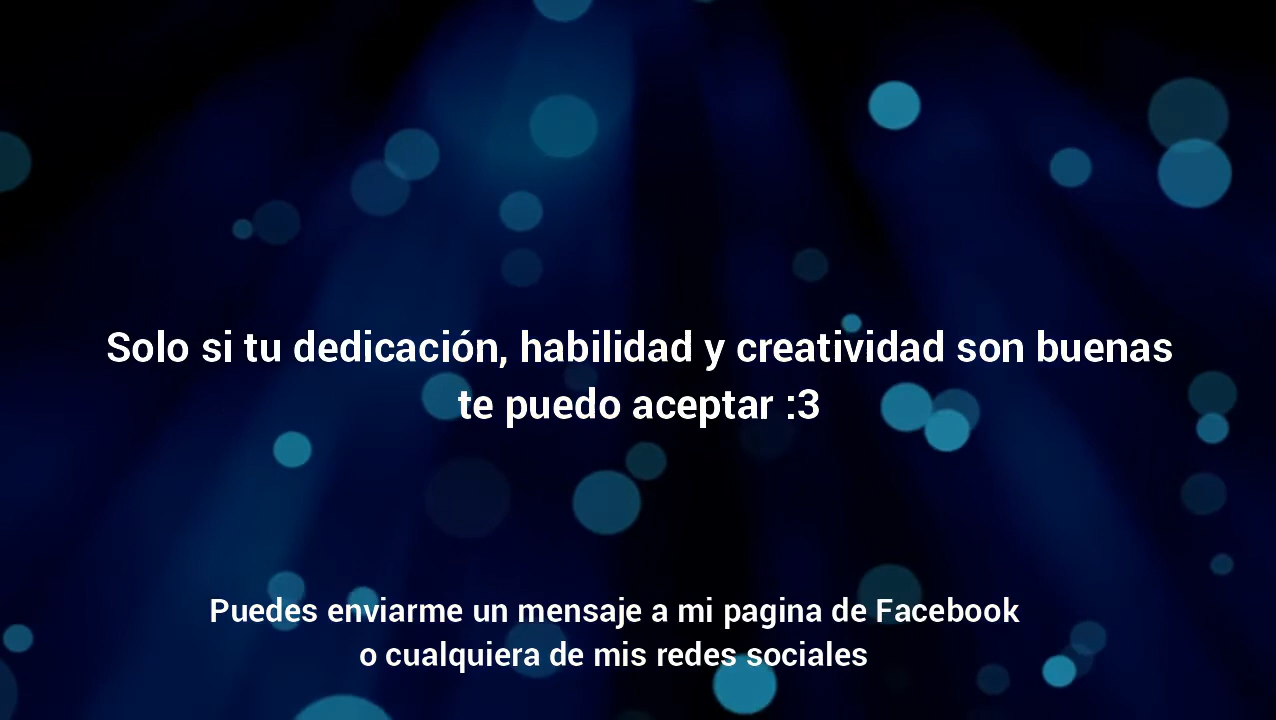 Solo si tu dedicación, habilidad y creatividad son buenas
te puedo aceptar :3
Puedes enviarme un mensaje a mi pagina de Facebook
o cualquiera de mis redes sociales